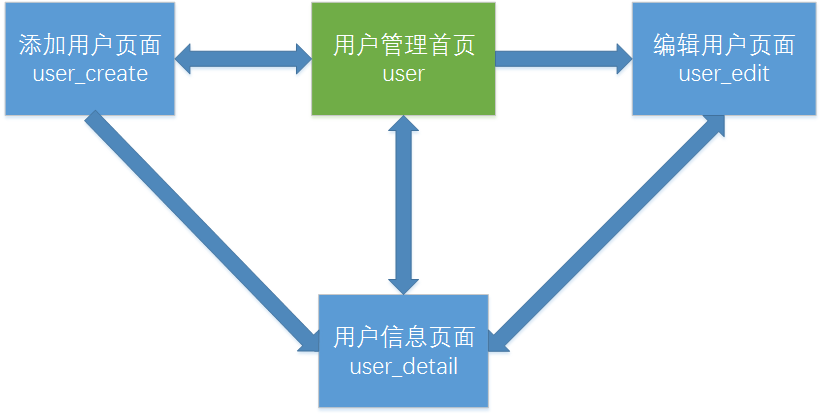 添加用户页面
user_create
用户管理首页
user
编辑用户页面
user_edit
用户信息页面
user_detail